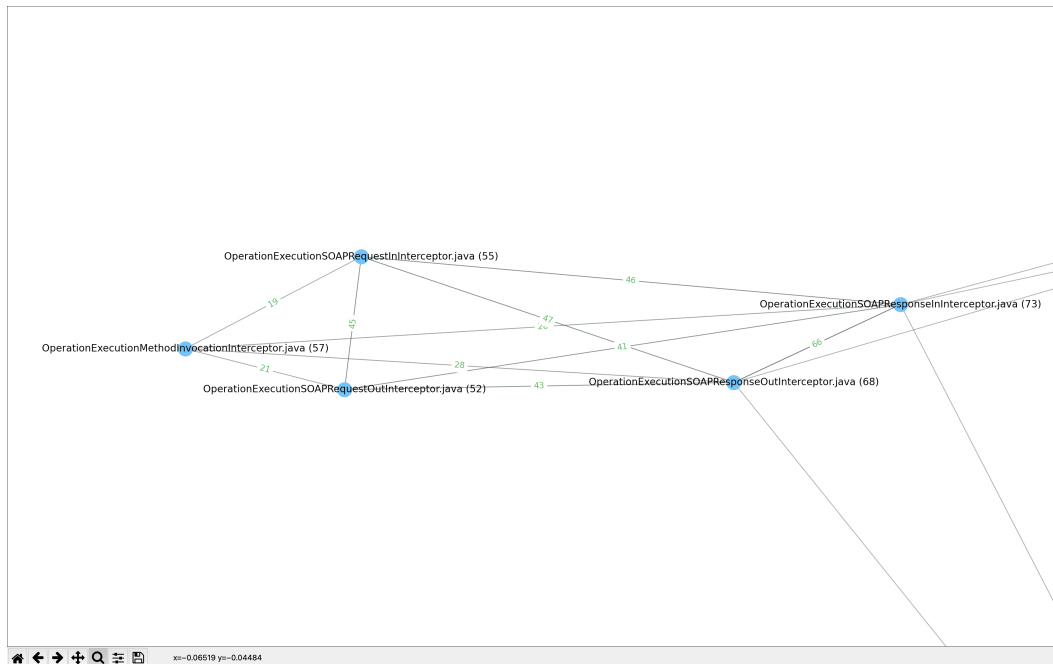 OperationExecutionSOAPRequestInInterceptor.java (55)
46
19
OperationExecutionSOAPResponseInInterceptor.java (73)
47
45
41
66
OperationExecutionMethodInvocationInterceptor.java (57)
28
21
OperationExecutionSOAPResponseOutInterceptor.java (68)
43
OperationExecutionSOAPRequestOutInterceptor.java (52)
x=−0.06519 y=−0.04484